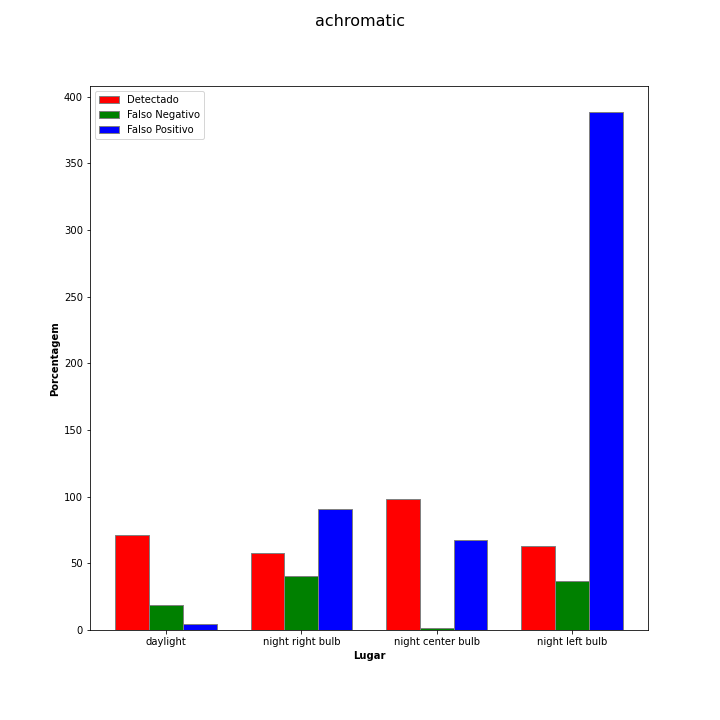 achromatic
Detectado
Falso Negativo
Falso Positivo
400
350
300
250
200
150
100
50
0
Porcentagem
daylight
night right bulb
night center bulb
night left bulb
Lugar